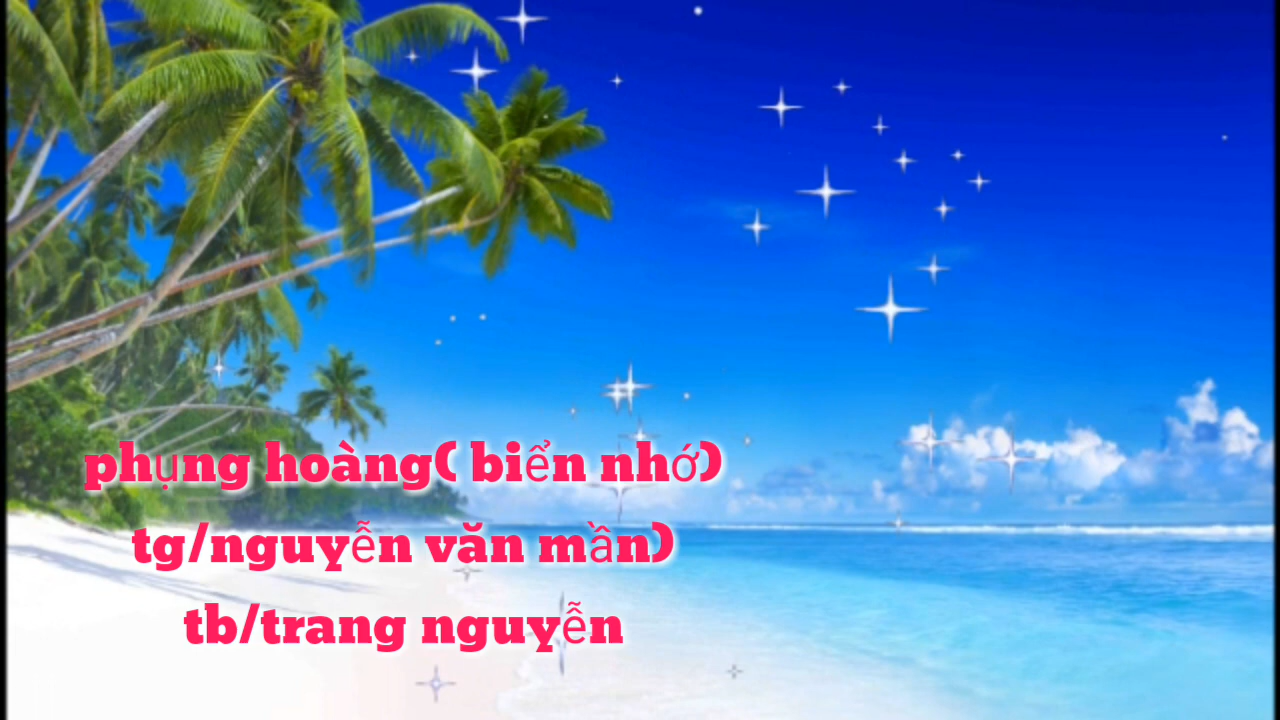 phụng hoàng( biển nhớ)
tg/nguyễn văn mần)
tb/trang nguyễn